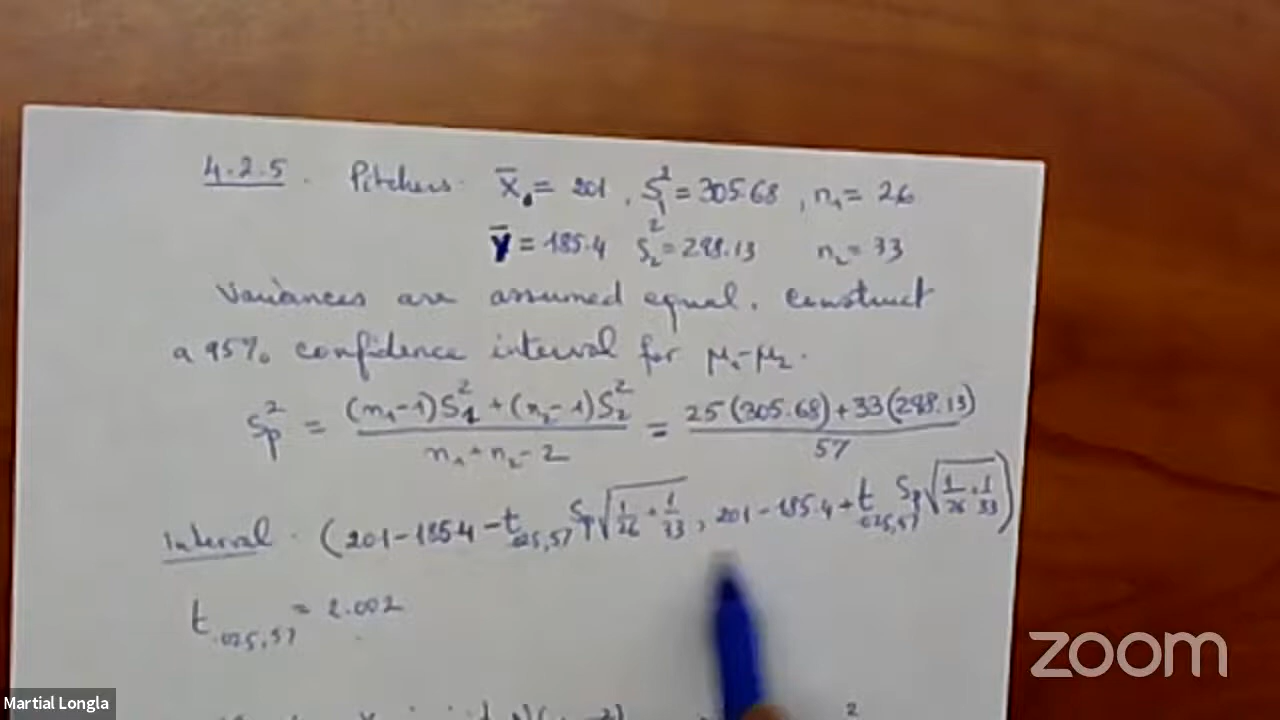 4.2.5. Pitchers. X̄ = 201, S₁² = 305.68, n₁ = 26
Ȳ = 185.4 S₂² = 298.13 n₂ = 33
Variances are assumed equal. Construct
a 95% confidence interval for μ₁-μ₂.
Sp² = ((n₁-1)S₁² + (n₂-1)S₂²)/(n₁+n₂-2) = (25(305.68)+33(298.13))/57
Interval. (201-185.4 - t.025,57 Sp√(1/26 + 1/33), 201-185.4 + t.025,57 Sp√(1/26 + 1/33))
t.025,57 = 2.002
zoom
Martial Longla